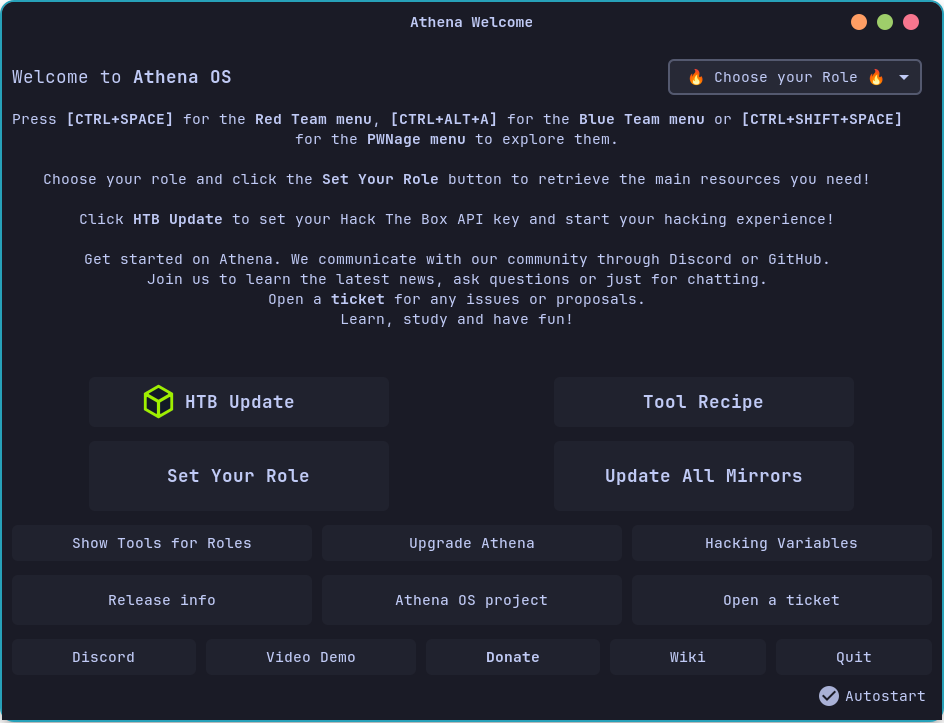 Athena Welcome
Welcome to Athena OS
🔥 Choose your Role 🔥
Press [CTRL+SPACE] for the Red Team menu, [CTRL+ALT+A] for the Blue Team menu or [CTRL+SHIFT+SPACE]
for the PWNage menu to explore them.
Choose your role and click the Set Your Role button to retrieve the main resources you need!
Click HTB Update to set your Hack The Box API key and start your hacking experience!
Get started on Athena. We communicate with our community through Discord or GitHub.
Join us to learn the latest news, ask questions or just for chatting.
Open a ticket for any issues or proposals.
Learn, study and have fun!
HTB Update
Tool Recipe
Set Your Role
Update All Mirrors
Show Tools for Roles
Upgrade Athena
Hacking Variables
Release info
Athena OS project
Open a ticket
Discord
Video Demo
Donate
Wiki
Quit
Autostart